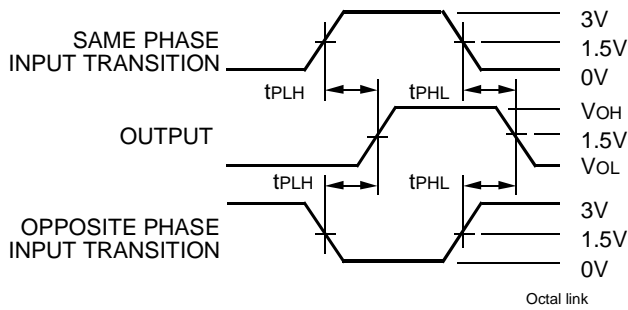 SAME PHASE
INPUT TRANSITION
3V
1.5V
0V
tPLH
tPHL
OUTPUT
VOH
1.5V
VOL
tPLH
tPHL
OPPOSITE PHASE
INPUT TRANSITION
3V
1.5V
0V
Octal link